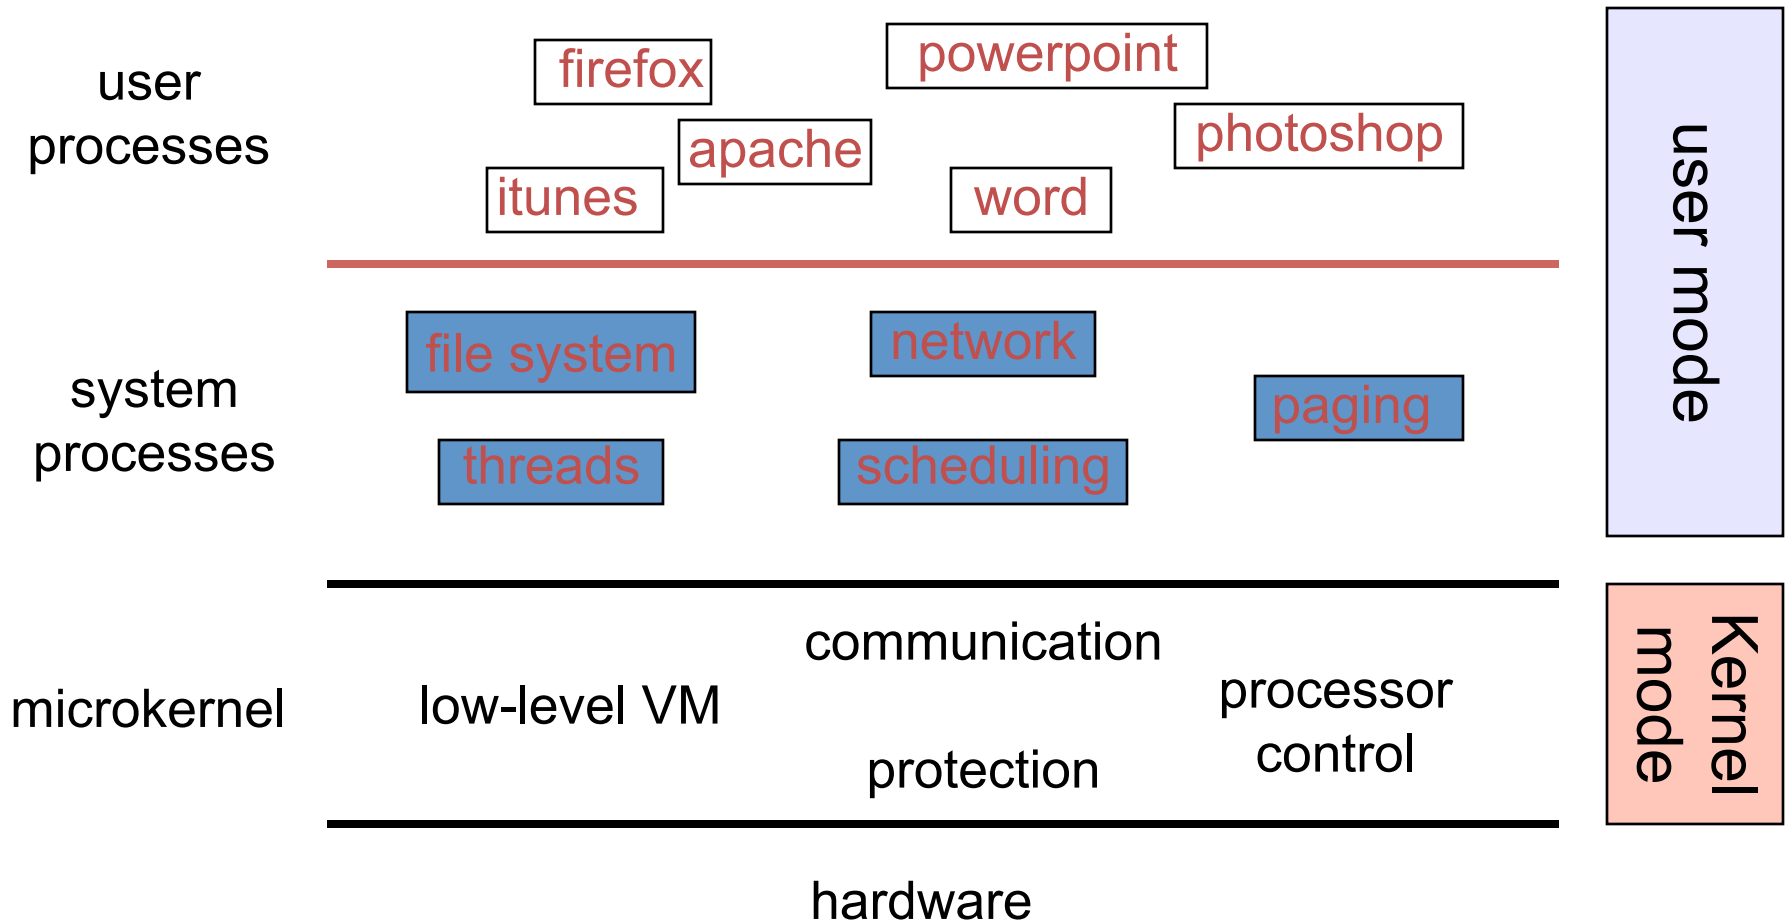 user
processes
firefox
powerpoint
apache
photoshop
itunes
word
user mode
system
processes
file system
network
paging
threads
scheduling
microkernel
communication
low-level VM
processor
control
protection
Kernel
mode
hardware